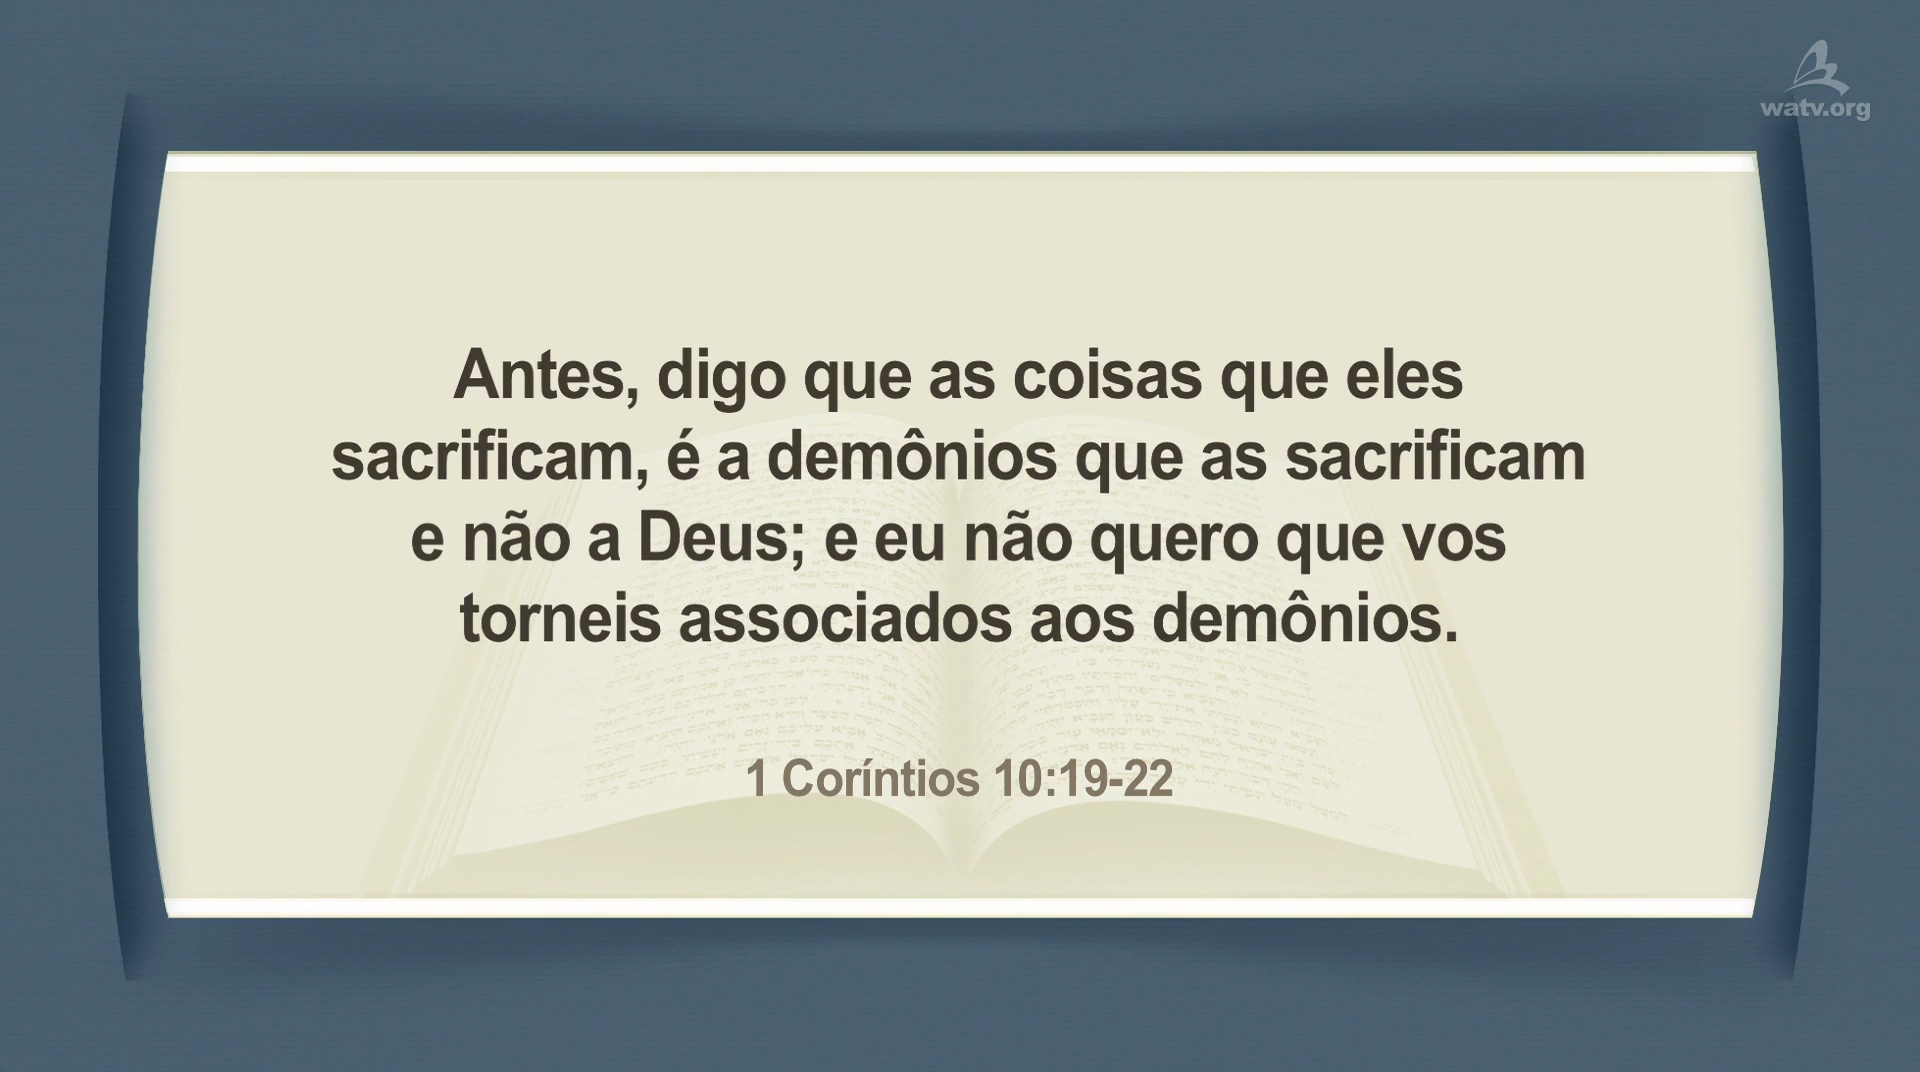 watv.org
Antes, digo que as coisas que eles
sacrificam, é a demônios que as sacrificam
e não a Deus; e eu não quero que vos
torneis associados aos demônios.
1 Coríntios 10:19-22